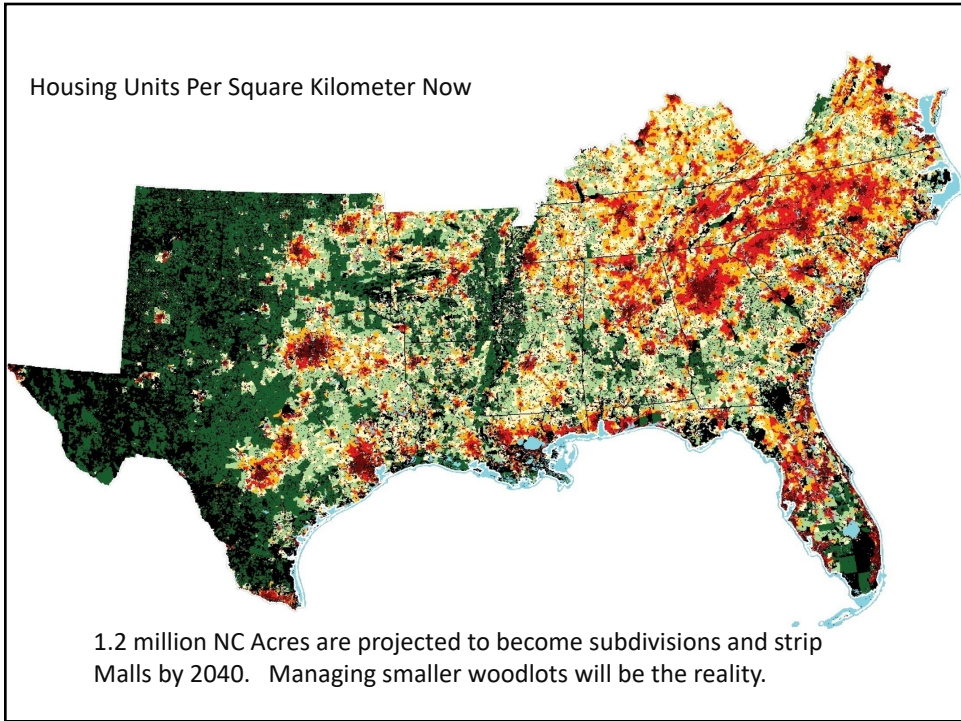 Housing Units Per Square Kilometer Now
1.2 million NC Acres are projected to become subdivisions and strip
Malls by 2040.   Managing smaller woodlots will be the reality.